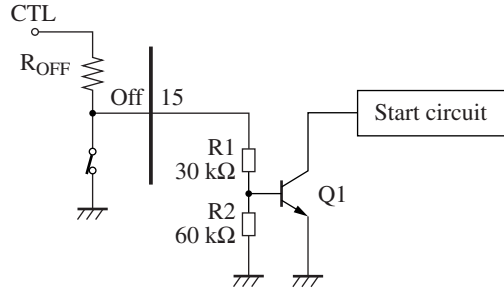 CTL
R_OFF
Off 15
Start circuit
R1
30 kΩ
Q1
R2
60 kΩ